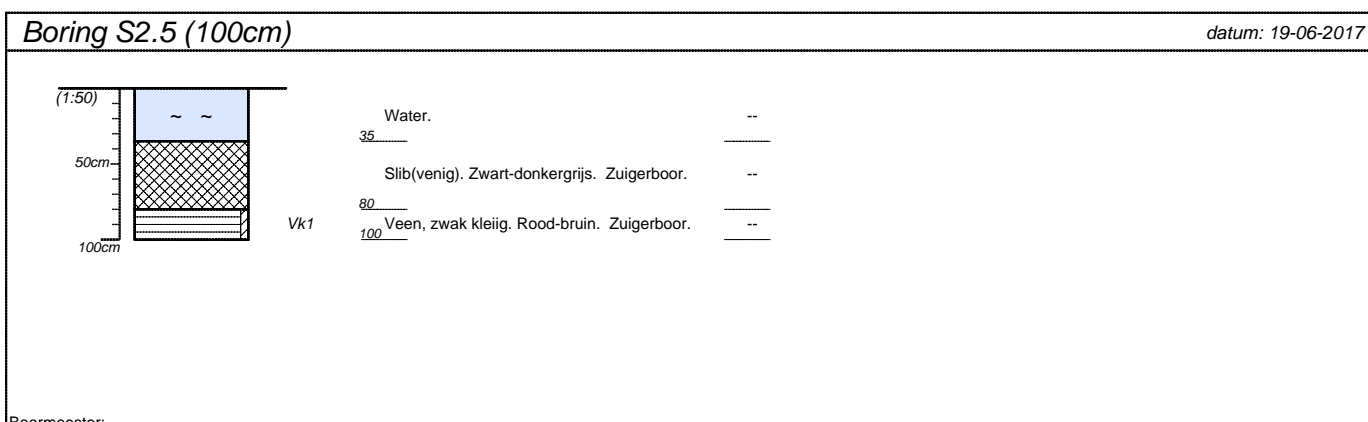 Boring S2.5 (100cm)
datum: 19-06-2017
(1:50)
~ ~
Water.
--
35
50cm
Slib(venig). Zwart-donkergrijs. Zuigerboor.
--
80
Vk1
Veen, zwak kleiig. Rood-bruin. Zuigerboor.
--
100
100cm
Boormeester: